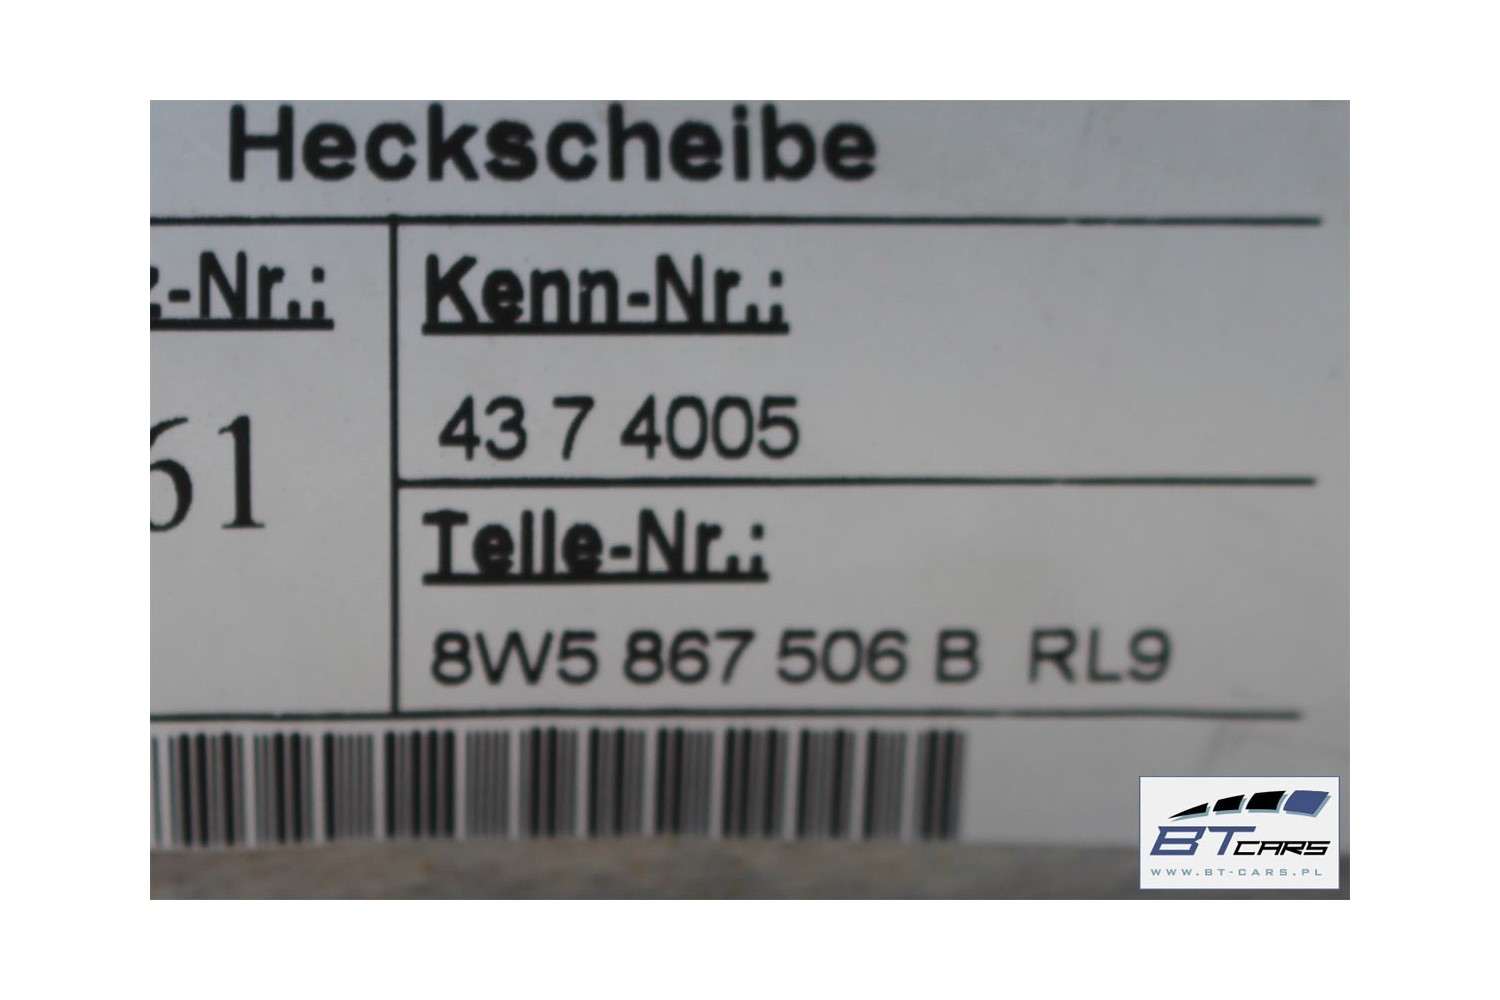 Heckscheibe
z-Nr.:
Kenn-Nr.:
43 7 4005
61
Teile-Nr.:
8W5 867 506 B RL9
BT CARS
WWW.BT-CARS.PL